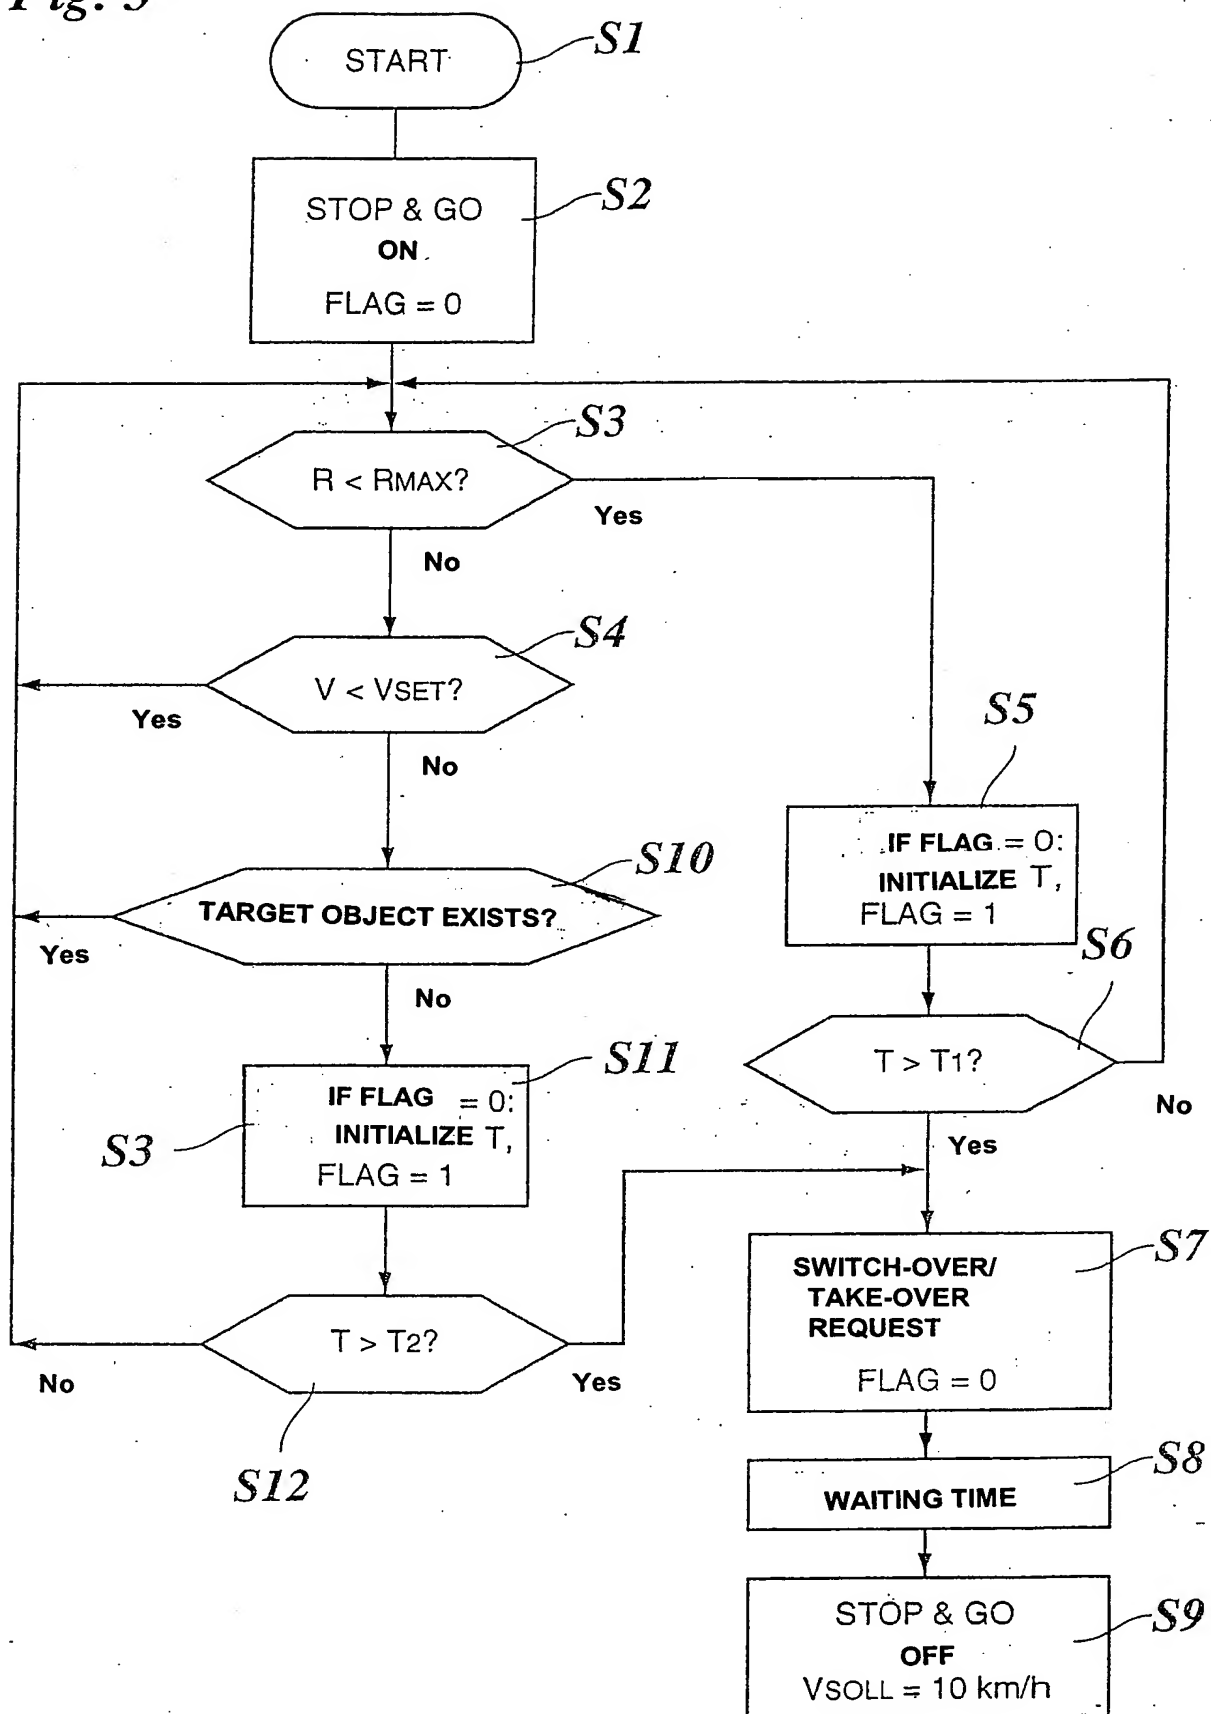 Fig. 3
START
S1
STOP & GO
ON
FLAG = 0
S2
R < RMAX?
S3
Yes
No
V < VSET?
S4
Yes
No
S5
IF FLAG = 0:
INITIALIZE T,
FLAG = 1
TARGET OBJECT EXISTS?
S10
Yes
No
S6
T > T1?
No
Yes
S11
IF FLAG = 0:
INITIALIZE T,
FLAG = 1
S3
T > T2?
No
Yes
S12
S7
SWITCH-OVER/
TAKE-OVER
REQUEST
FLAG = 0
S8
WAITING TIME
S9
STOP & GO
OFF
VSOLL = 10 km/h